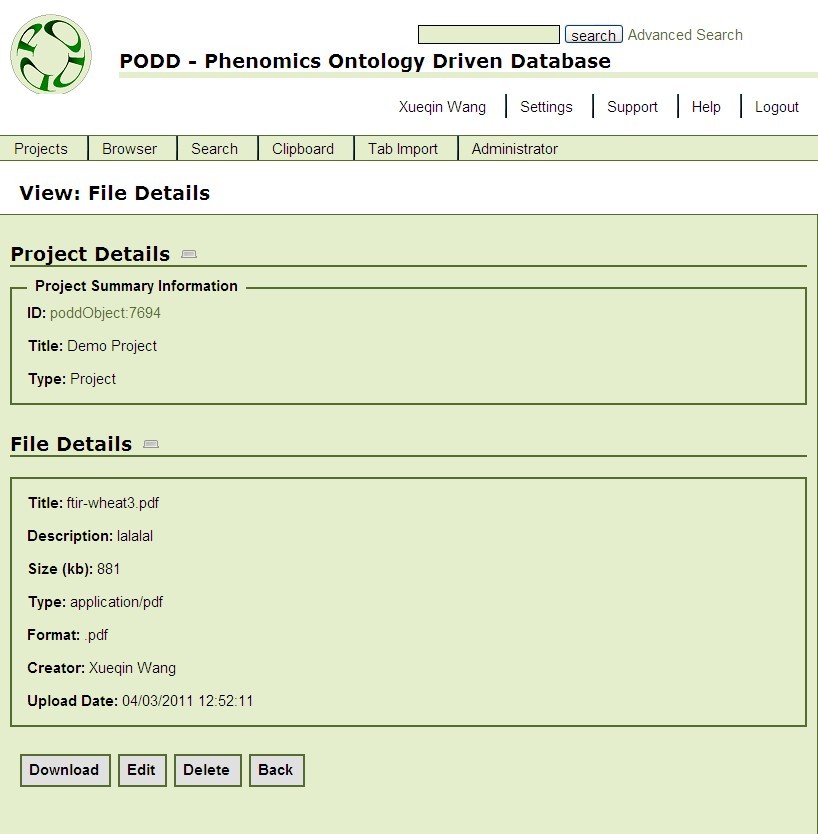 search Advanced Search
PODD - Phenomics Ontology Driven Database
Xueqin Wang Settings Support Help Logout
Projects Browser Search Clipboard Tab Import Administrator
View: File Details
Project Details
Project Summary Information
ID: poddObject:7694
Title: Demo Project
Type: Project
File Details
Title: ftir-wheat3.pdf
Description: lalalal
Size (kb): 881
Type: application/pdf
Format: .pdf
Creator: Xueqin Wang
Upload Date: 04/03/2011 12:52:11
Download Edit Delete Back